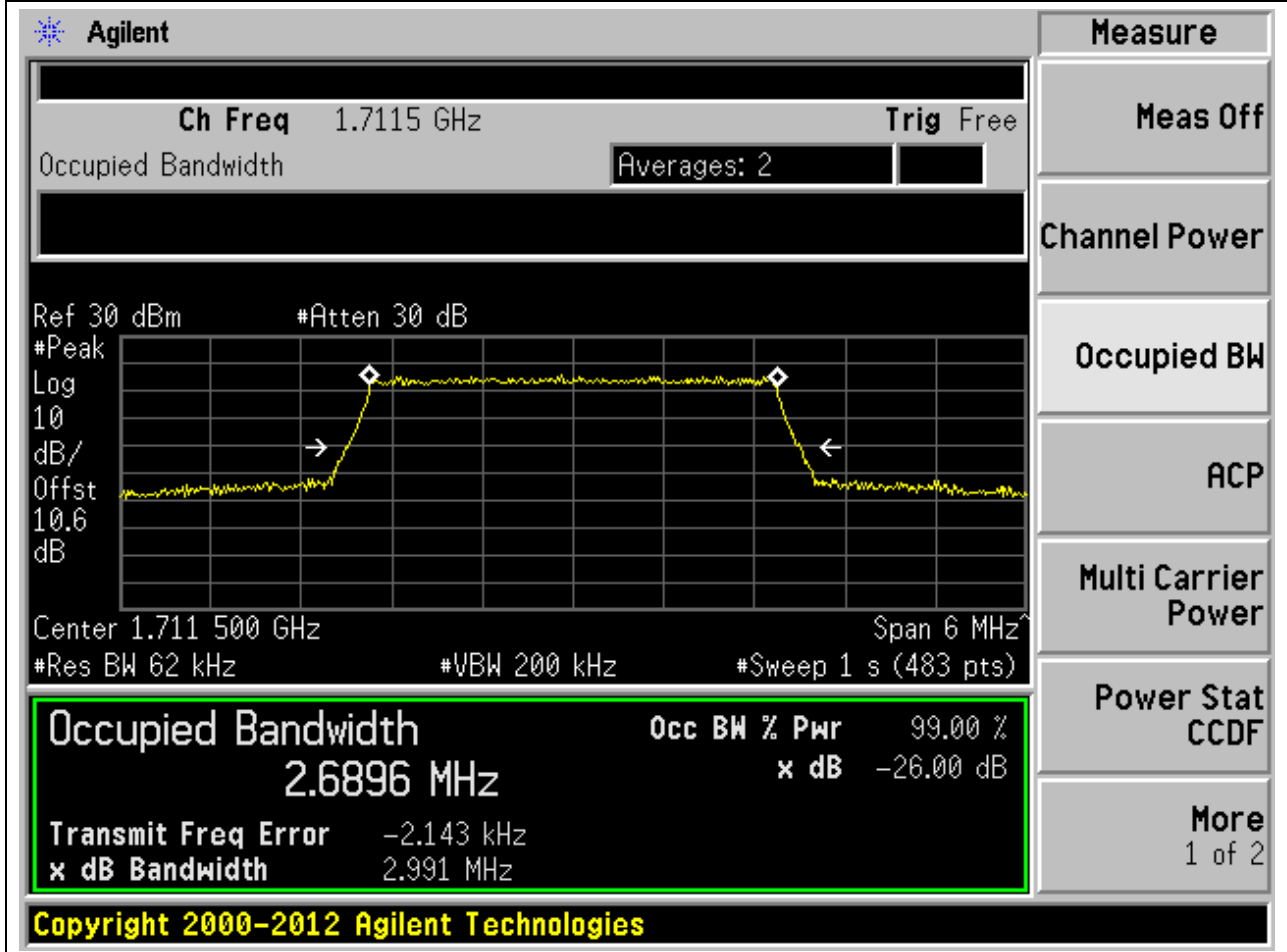 Agilent
Measure
Ch Freq 1.7115 GHz Trig Free
Occupied Bandwidth Averages: 2
Ref 30 dBm #Atten 30 dB
#Peak
Log
10
dB/
Offst
10.6
dB
Center 1.711 500 GHz Span 6 MHz^
#Res BW 62 kHz #VBW 200 kHz #Sweep 1 s (483 pts)
Occupied Bandwidth
2.6896 MHz
Occ BW % Pwr 99.00 %
x dB -26.00 dB
Transmit Freq Error -2.143 kHz
x dB Bandwidth 2.991 MHz
Meas Off
Channel Power
Occupied BW
ACP
Multi Carrier
Power
Power Stat
CCDF
More
1 of 2
Copyright 2000-2012 Agilent Technologies